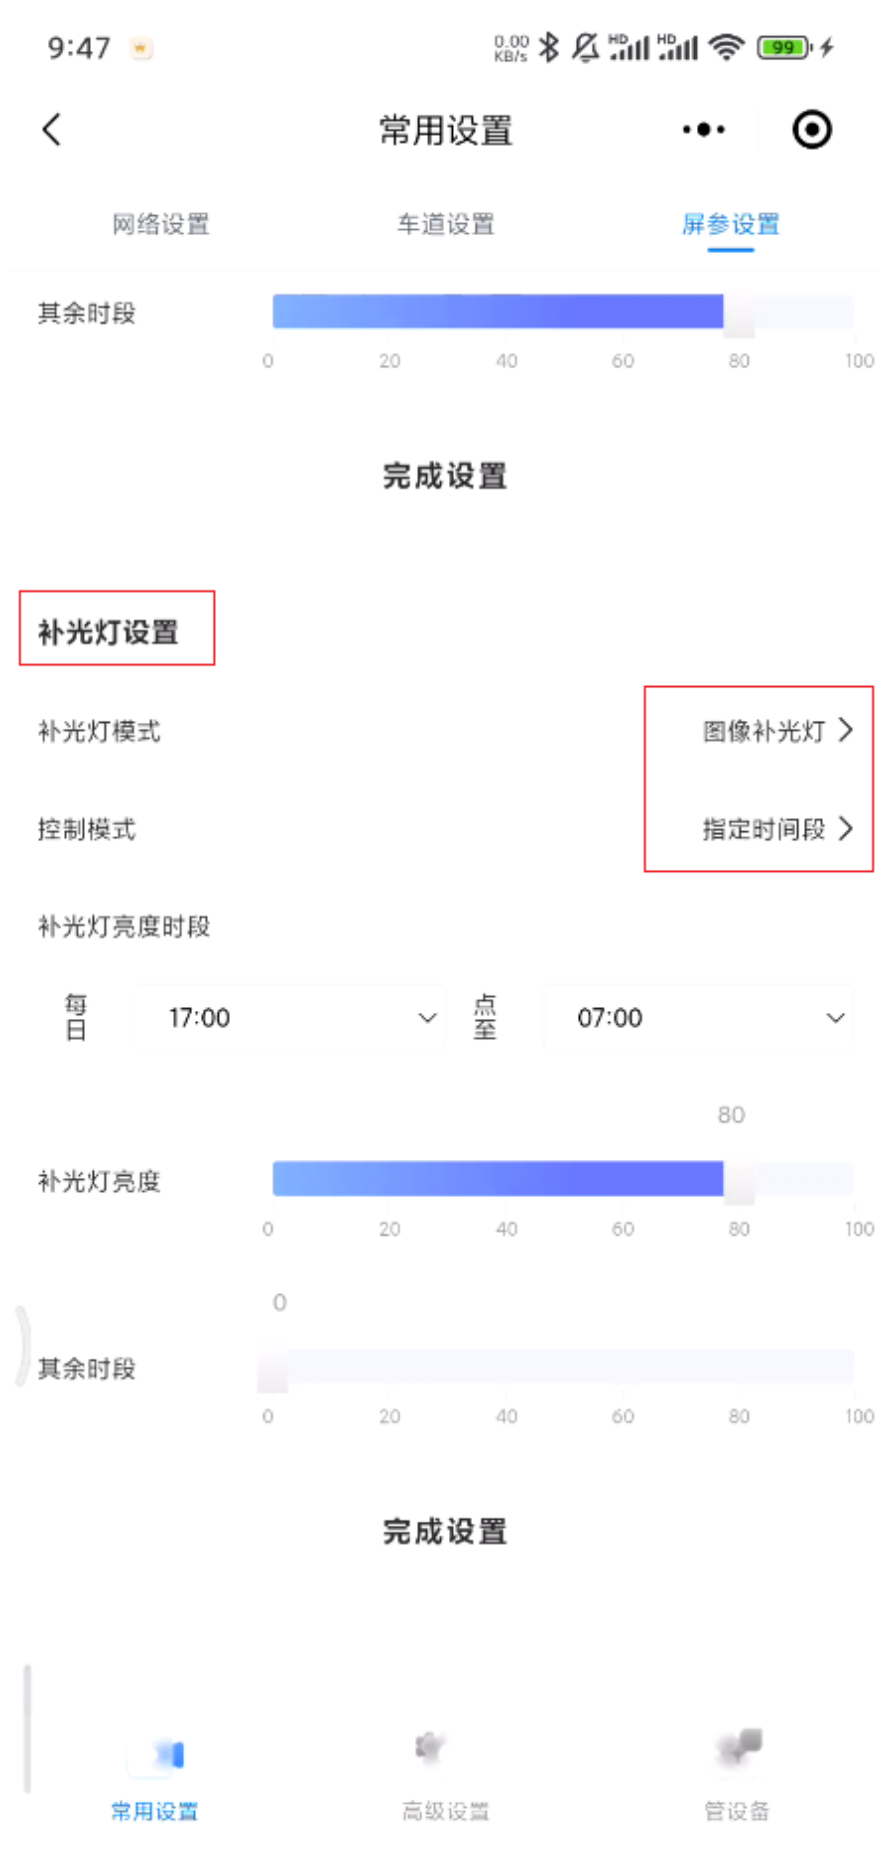 9:47 0.00 KB/s HD HD 99
常用设置
网络设置 车道设置 屏参设置
其余时段
0 20 40 60 80 100
完成设置
补光灯设置
补光灯模式 图像补光灯
控制模式 指定时间段
补光灯亮度时段
每日 17:00 点至 07:00
80
补光灯亮度
0 20 40 60 80 100
0
其余时段
0 20 40 60 80 100
完成设置
常用设置 高级设置 管设备